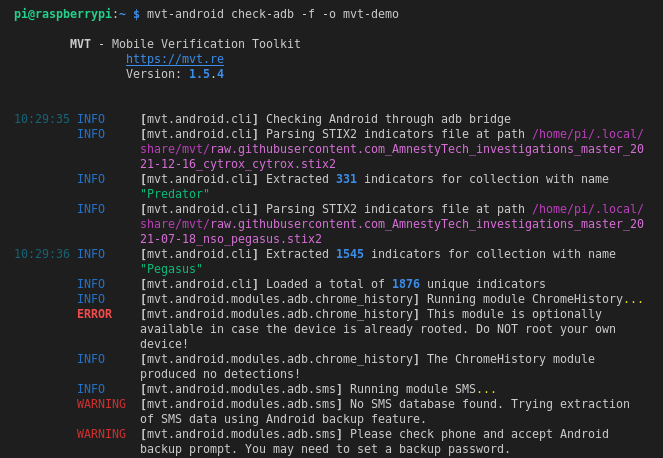 pi@raspberrypi:~ $ mvt-android check-adb -f -o mvt-demo
MVT - Mobile Verification Toolkit
https://mvt.re
Version: 1.5.4
10:29:35 INFO [mvt.android.cli] Checking Android through adb bridge
INFO [mvt.android.cli] Parsing STIX2 indicators file at path /home/pi/.local/
share/mvt/raw.githubusercontent.com_AmnestyTech_investigations_master_20
21-12-16_cytrox_cytrox.stix2
INFO [mvt.android.cli] Extracted 331 indicators for collection with name
"Predator"
INFO [mvt.android.cli] Parsing STIX2 indicators file at path /home/pi/.local/
share/mvt/raw.githubusercontent.com_AmnestyTech_investigations_master_20
21-07-18_nso_pegasus.stix2
10:29:36 INFO [mvt.android.cli] Extracted 1545 indicators for collection with name
"Pegasus"
INFO [mvt.android.cli] Loaded a total of 1876 unique indicators
INFO [mvt.android.modules.adb.chrome_history] Running module ChromeHistory...
ERROR [mvt.android.modules.adb.chrome_history] This module is optionally
available in case the device is already rooted. Do NOT root your own
device!
INFO [mvt.android.modules.adb.chrome_history] The ChromeHistory module
produced no detections!
INFO [mvt.android.modules.adb.sms] Running module SMS...
WARNING [mvt.android.modules.adb.sms] No SMS database found. Trying extraction
of SMS data using Android backup feature.
WARNING [mvt.android.modules.adb.sms] Please check phone and accept Android
backup prompt. You may need to set a backup password.